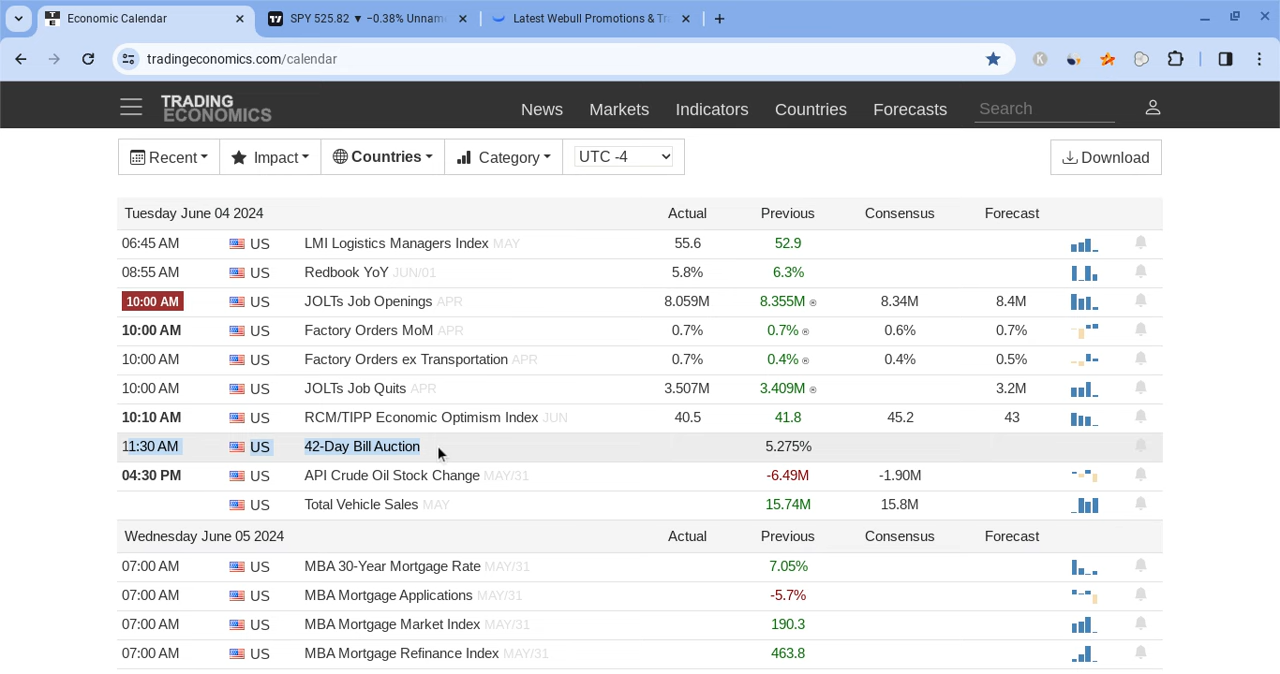 Economic Calendar
SPY 525.82 ▼ −0.38% Unnam
Latest Webull Promotions & Tr
tradingeconomics.com/calendar
K
TRADING
ECONOMICS
News Markets Indicators Countries Forecasts Search
Recent Impact Countries Category UTC -4 Download
Tuesday June 04 2024 Actual Previous Consensus Forecast
06:45 AM US LMI Logistics Managers Index MAY 55.6 52.9
08:55 AM US Redbook YoY JUN/01 5.8% 6.3%
10:00 AM US JOLTs Job Openings APR 8.059M 8.355M ® 8.34M 8.4M
10:00 AM US Factory Orders MoM APR 0.7% 0.7% ® 0.6% 0.7%
10:00 AM US Factory Orders ex Transportation APR 0.7% 0.4% ® 0.4% 0.5%
10:00 AM US JOLTs Job Quits APR 3.507M 3.409M ® 3.2M
10:10 AM US RCM/TIPP Economic Optimism Index JUN 40.5 41.8 45.2 43
11:30 AM US 42-Day Bill Auction 5.275%
04:30 PM US API Crude Oil Stock Change MAY/31 -6.49M -1.90M
US Total Vehicle Sales MAY 15.74M 15.8M
Wednesday June 05 2024 Actual Previous Consensus Forecast
07:00 AM US MBA 30-Year Mortgage Rate MAY/31 7.05%
07:00 AM US MBA Mortgage Applications MAY/31 -5.7%
07:00 AM US MBA Mortgage Market Index MAY/31 190.3
07:00 AM US MBA Mortgage Refinance Index MAY/31 463.8